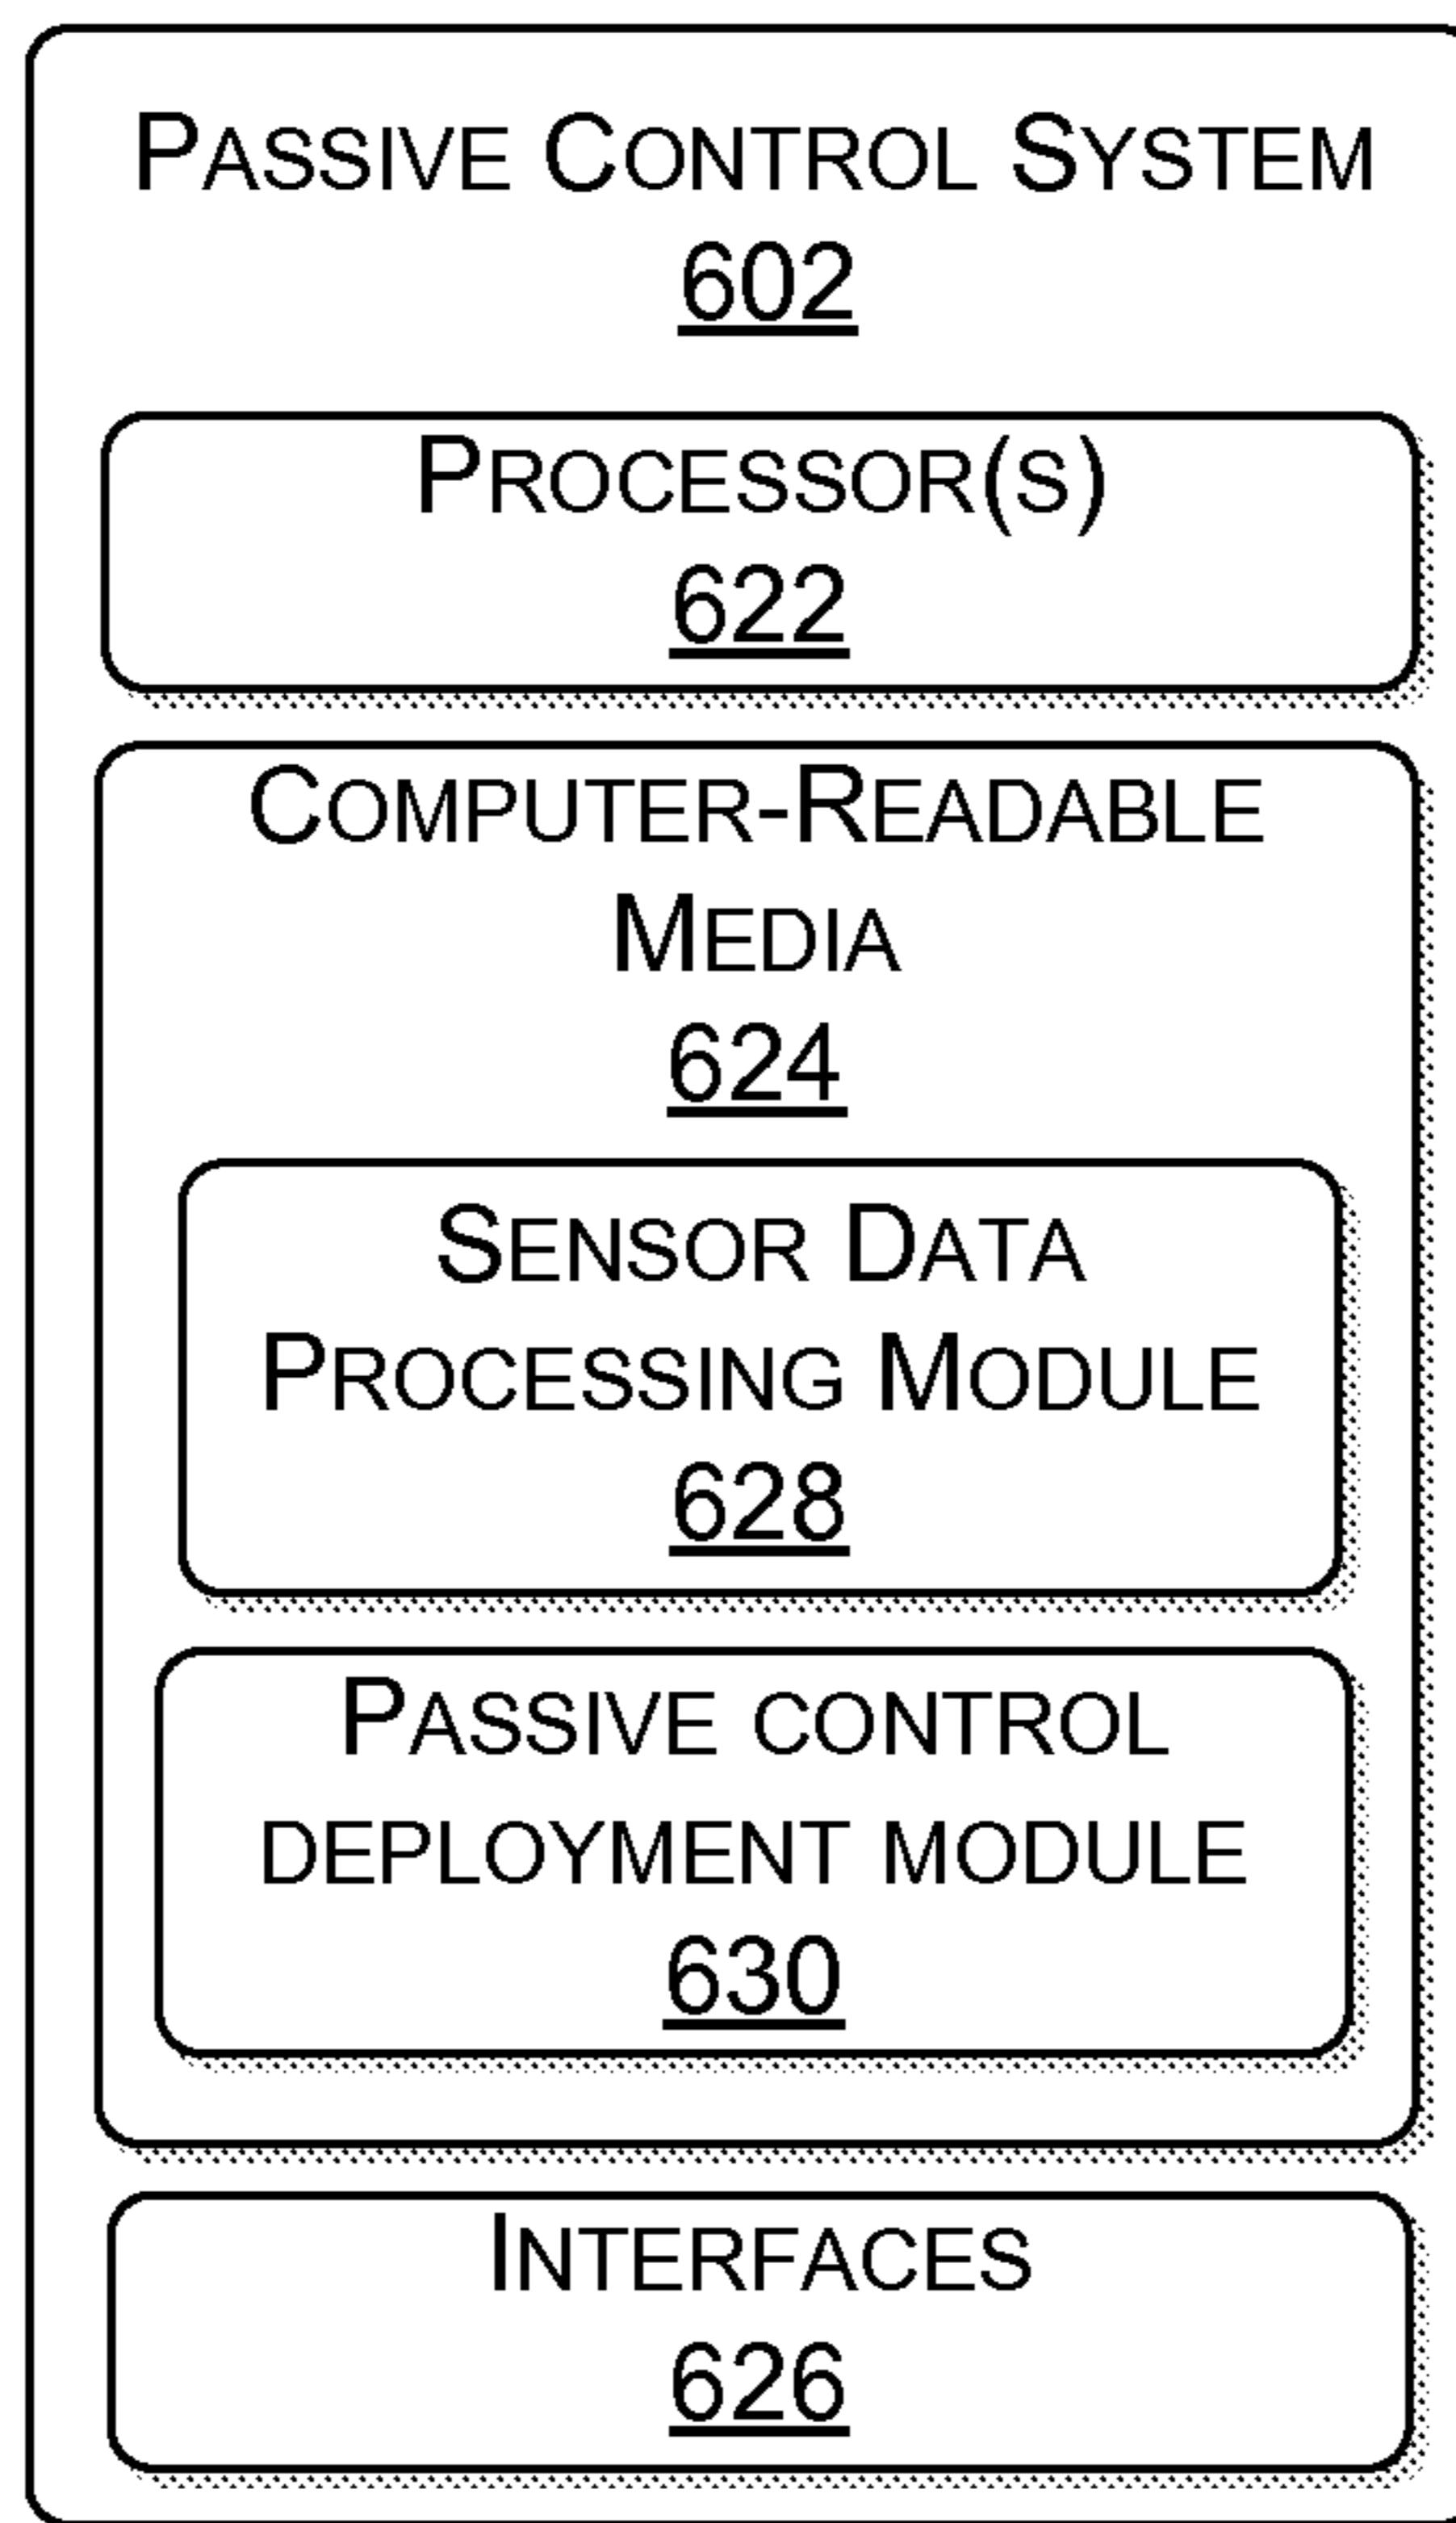 PASSIVE CONTROL SYSTEM
602
PROCESSOR(S)
622
COMPUTER-READABLE
MEDIA
624
SENSOR DATA
PROCESSING MODULE
628
PASSIVE CONTROL
DEPLOYMENT MODULE
630
INTERFACES
626